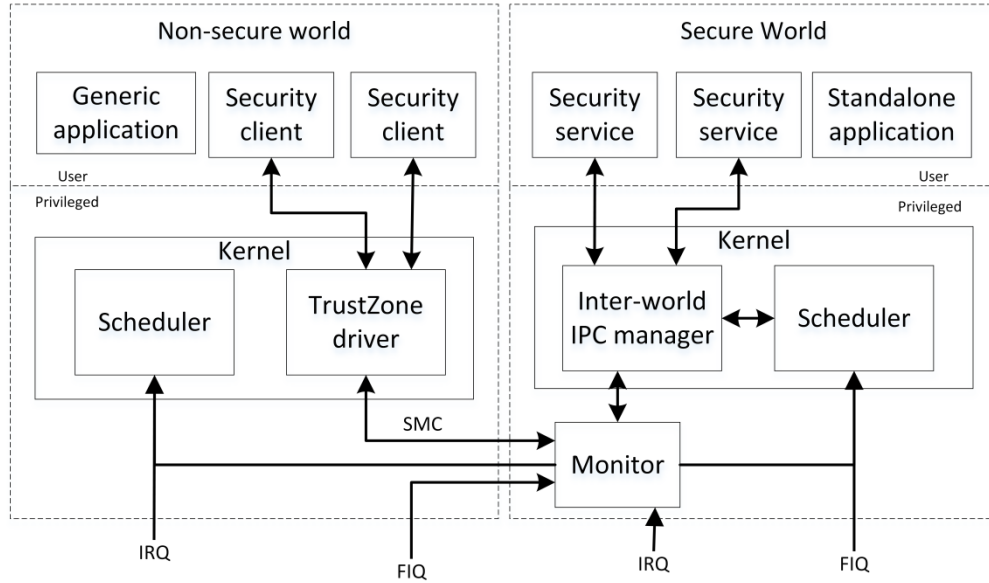 Non-secure world
Secure World
Generic
application
Security
client
Security
client
Security
service
Security
service
Standalone
application
User
Privileged
User
Privileged
Kernel
Scheduler
TrustZone
driver
Kernel
Inter-world
IPC manager
Scheduler
SMC
Monitor
IRQ
FIQ
IRQ
FIQ